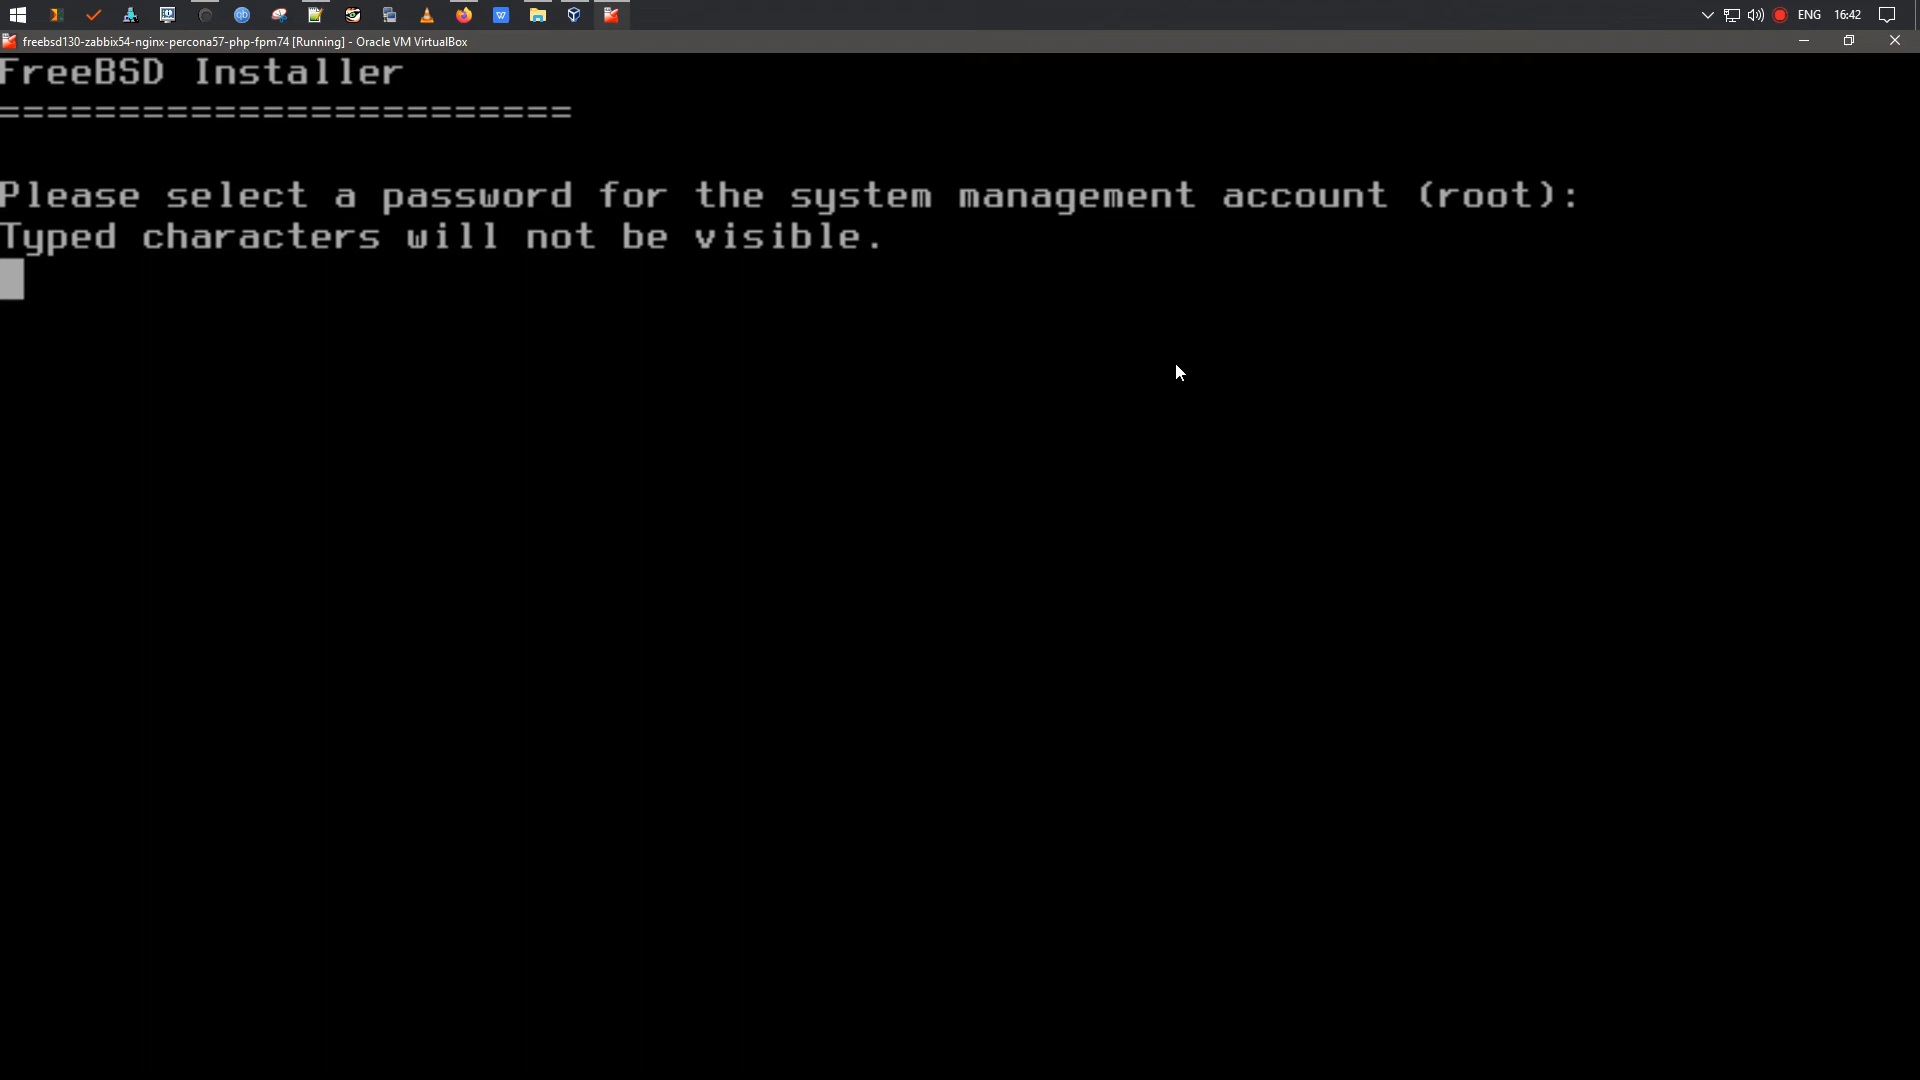 ENG 16:42
freebsd130-zabbix54-nginx-percona57-php-fpm74 [Running] - Oracle VM VirtualBox
FreeBSD Installer
========================
Please select a password for the system management account (root):
Typed characters will not be visible.